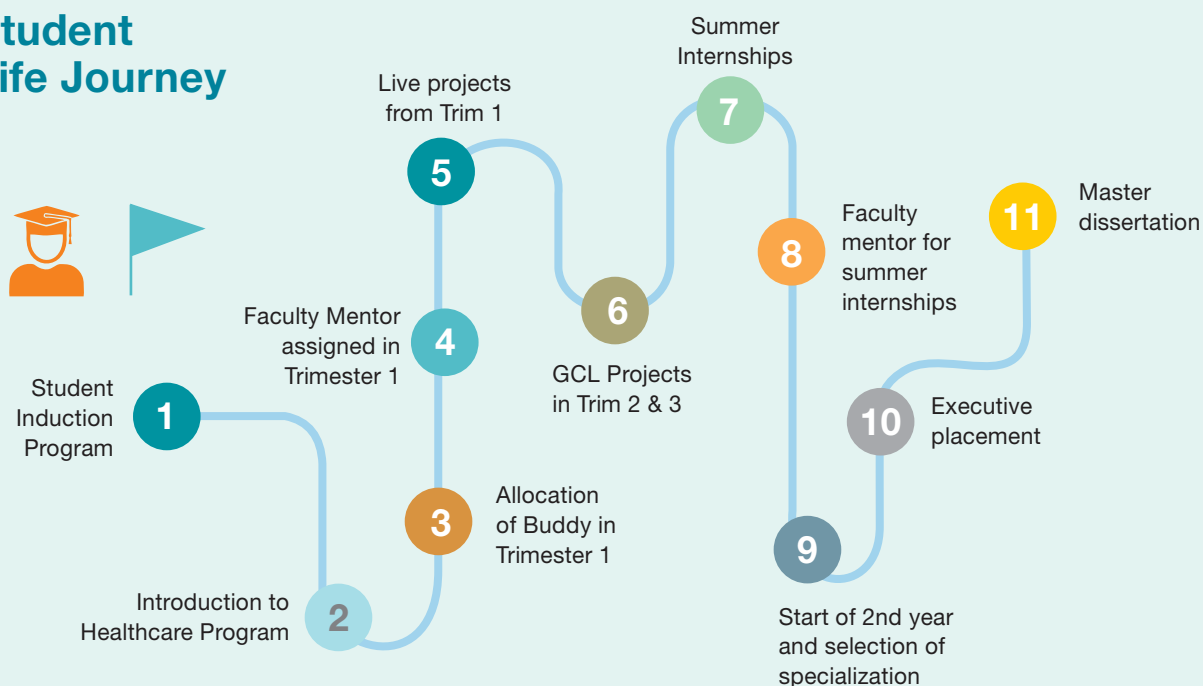 tudent
ife Journey
1
Student
Induction
Program
2
Introduction to
Healthcare Program
3
Allocation
of Buddy in
Trimester 1
4
Faculty Mentor
assigned in
Trimester 1
5
Live projects
from Trim 1
6
GCL Projects
in Trim 2 & 3
7
Summer
Internships
8
Faculty
mentor for
summer
internships
9
Start of 2nd year
and selection of
specialization
10
Executive
placement
11
Master
dissertation